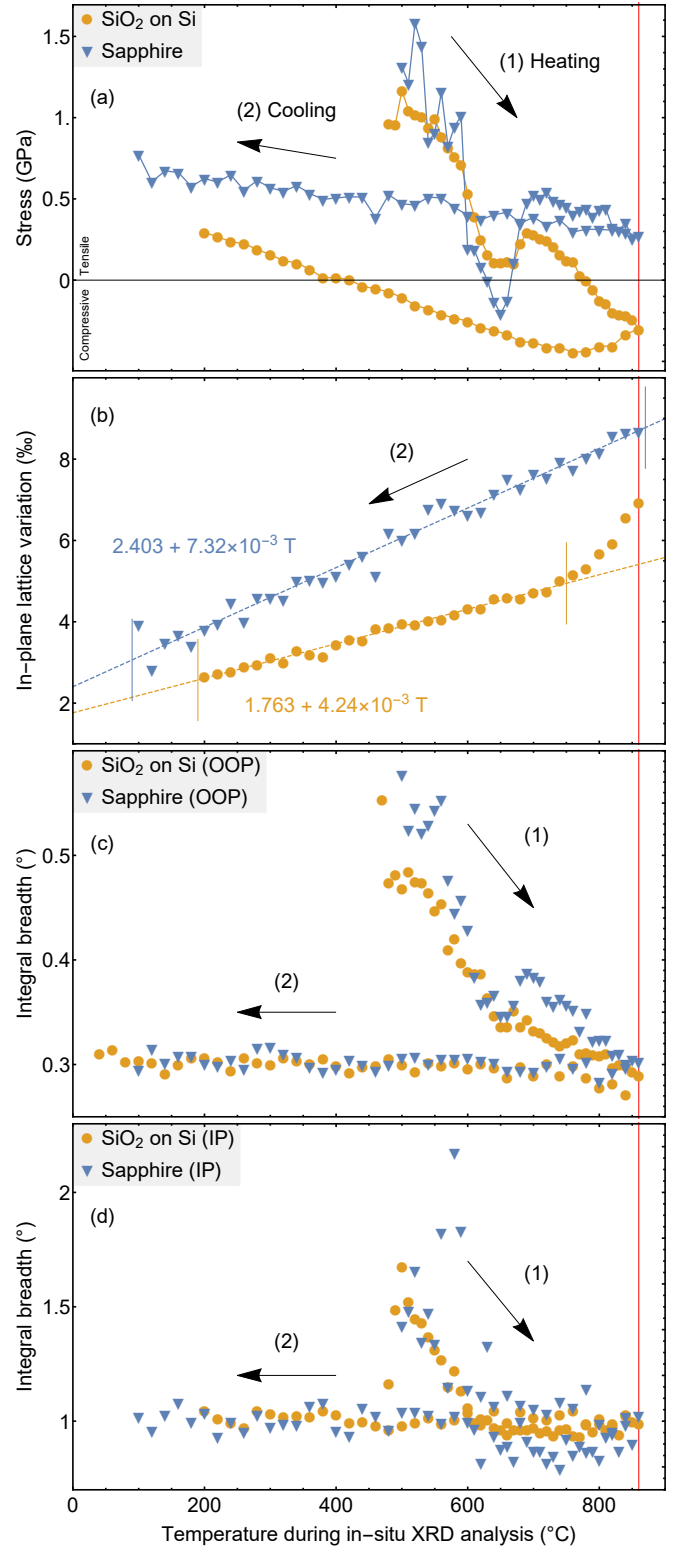 SiO₂ on Si
Sapphire
(a)
(1) Heating
(2) Cooling
Stress (GPa)
Tensile
Compressive
1.5
1.
0.5
0
(b)
(2)
In-plane lattice variation (‰)
8
6
4
2
2.403 + 7.32×10⁻³ T
1.763 + 4.24×10⁻³ T
SiO₂ on Si (OOP)
Sapphire (OOP)
(c)
(1)
(2)
Integral breadth (°)
0.5
0.4
0.3
SiO₂ on Si (IP)
Sapphire (IP)
(d)
(1)
(2)
Integral breadth (°)
2
1.5
1
0 200 400 600 800
Temperature during in-situ XRD analysis (°C)